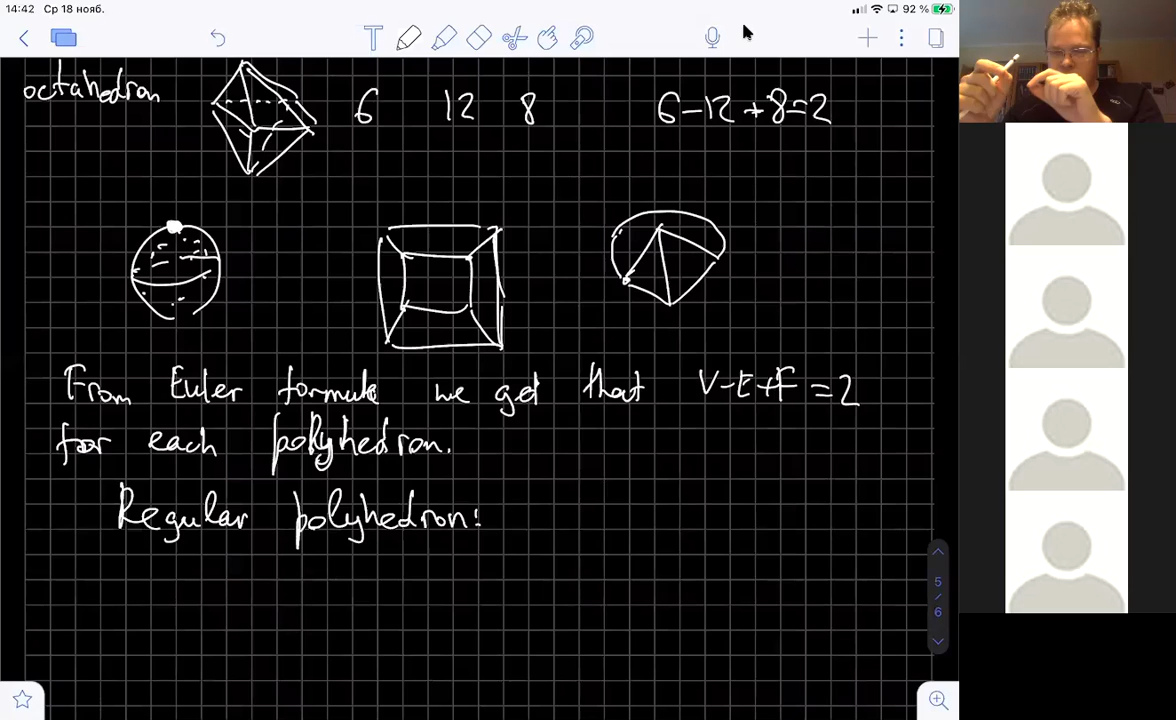 14:42 Ср 18 нояб.
92 %
octahedron 6 12 8 6-12+8=2
From Euler formule we get that V-E+F=2
for each polyhedron.
Regular polyhedron:
5
/
6